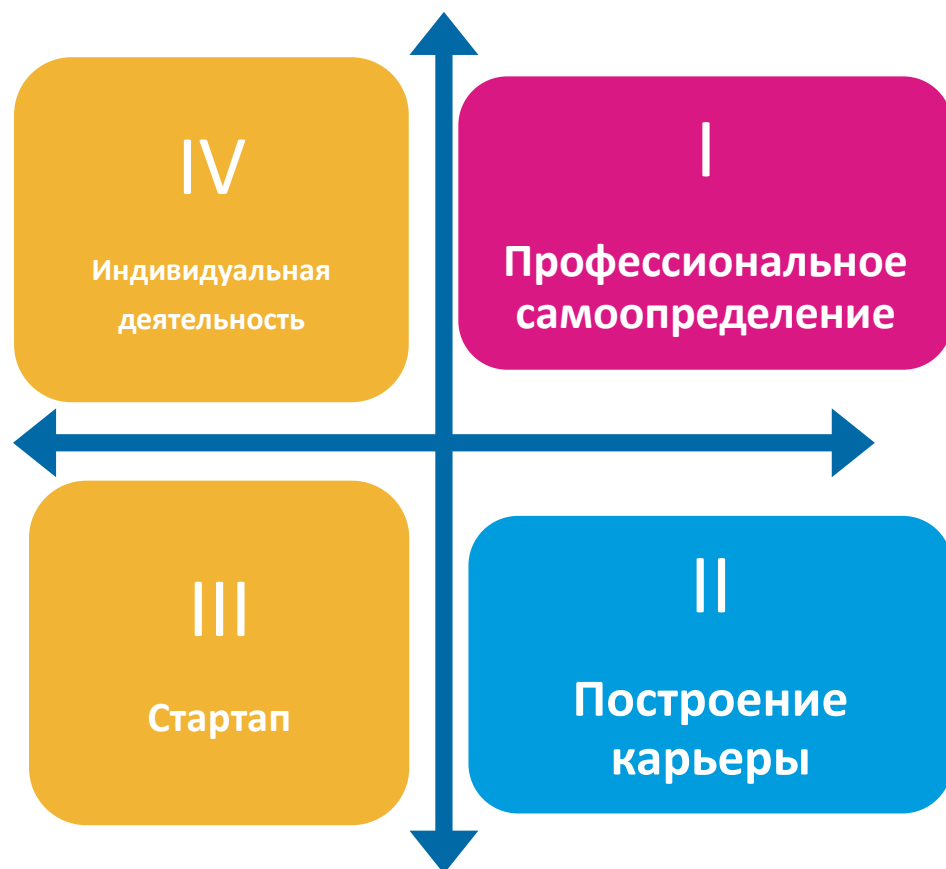 IV
Индивидуальная
деятельность
I
Профессиональное
самоопределение
III
Стартап
II
Построение
карьеры